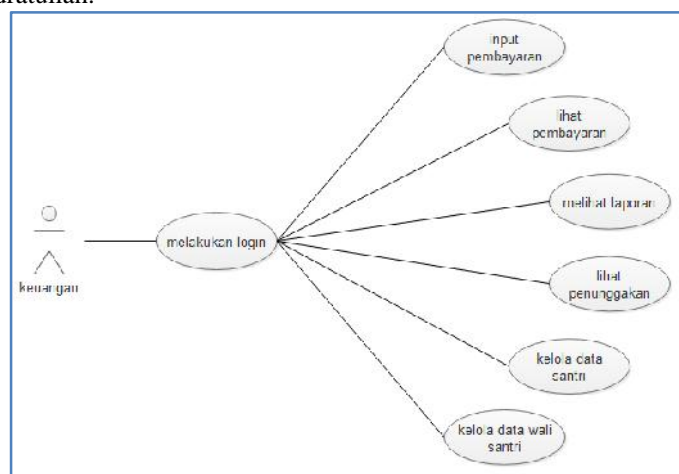 input
pembayaran
lihat
pembayaran
melihat laporan
melakukan login
keuangan
lihat
penunggakan
kelola data
santri
kelola data wali
santri